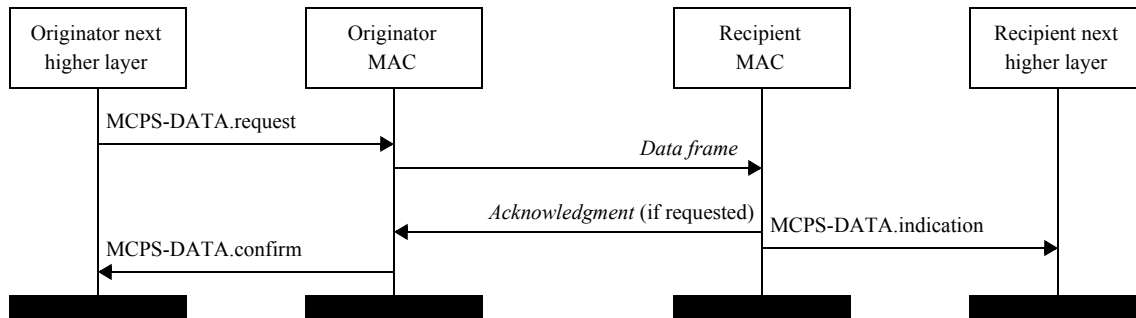 Originator next
higher layer
Originator
MAC
Recipient
MAC
Recipient next
higher layer
MCPS-DATA.request
Data frame
Acknowledgment (if requested)
MCPS-DATA.indication
MCPS-DATA.confirm